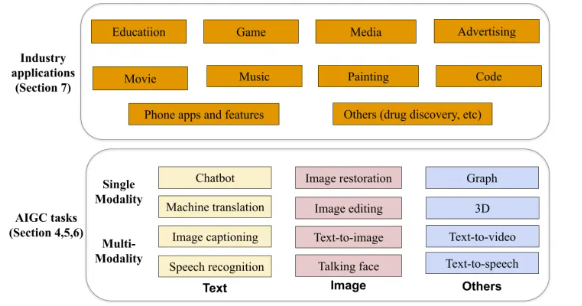 Educatiion Game Media Advertising
Industry
applications
(Section 7)
Movie Music Painting Code
Phone apps and features Others (drug discovery, etc)
AIGC tasks
(Section 4,5,6)
Single
Modality
Chatbot Image restoration Graph
Machine translation Image editing 3D
Multi-
Modality
Image captioning Text-to-image Text-to-video
Speech recognition Talking face Text-to-speech
Text Image Others